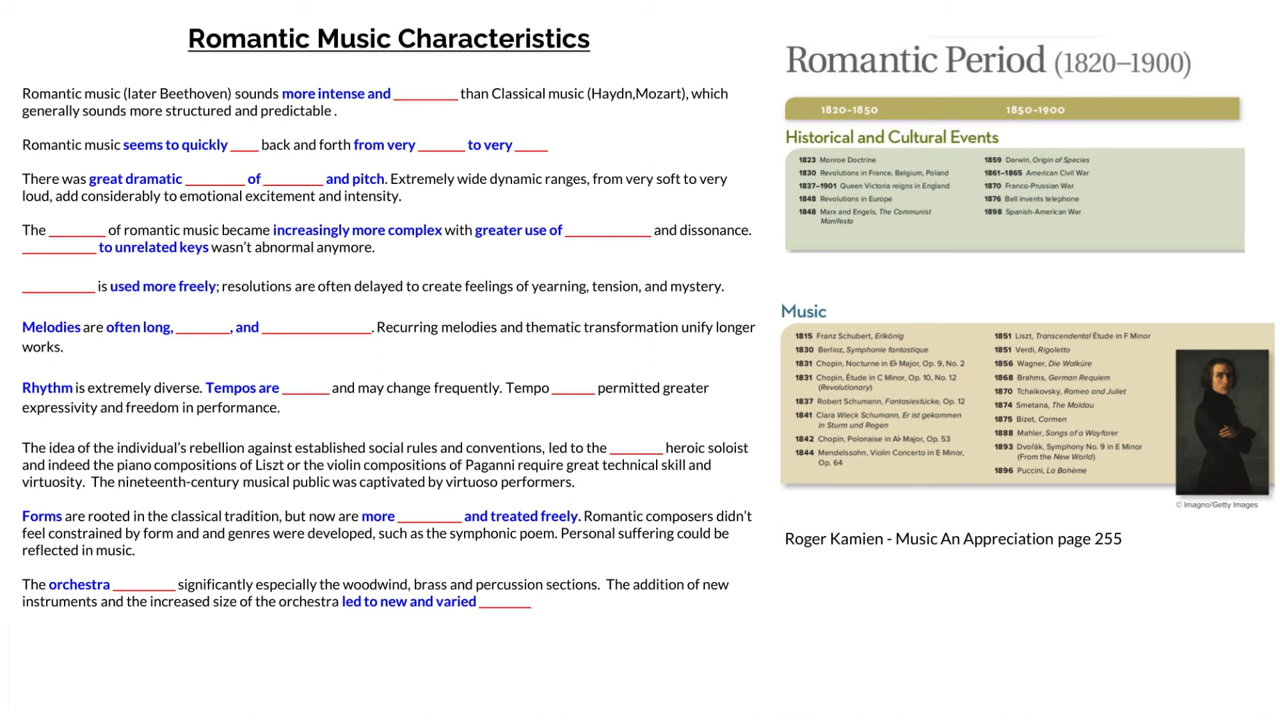 Romantic Music Characteristics
Romantic music (later Beethoven) sounds more intense and _________ than Classical music (Haydn,Mozart), which
generally sounds more structured and predictable .
Romantic music seems to quickly ____ back and forth from very _______ to very _____
There was great dramatic _________ of _________ and pitch. Extremely wide dynamic ranges, from very soft to very
loud, add considerably to emotional excitement and intensity.
The ________ of romantic music became increasingly more complex with greater use of _____________ and dissonance.
___________ to unrelated keys wasn't abnormal anymore.
___________ is used more freely; resolutions are often delayed to create feelings of yearning, tension, and mystery.
Melodies are often long, ________, and ________________. Recurring melodies and thematic transformation unify longer
works.
Rhythm is extremely diverse. Tempos are _______ and may change frequently. Tempo ______ permitted greater
expressivity and freedom in performance.
The idea of the individual's rebellion against established social rules and conventions, led to the ________ heroic soloist
and indeed the piano compositions of Liszt or the violin compositions of Paganni require great technical skill and
virtuosity. The nineteenth-century musical public was captivated by virtuoso performers.
Forms are rooted in the classical tradition, but now are more _________ and treated freely. Romantic composers didn't
feel constrained by form and and genres were developed, such as the symphonic poem. Personal suffering could be
reflected in music.
The orchestra _________ significantly especially the woodwind, brass and percussion sections. The addition of new
instruments and the increased size of the orchestra led to new and varied ________
Romantic Period (1820–1900)
1820–1850 1850–1900
Historical and Cultural Events
1823 Monroe Doctrine
1830 Revolutions in France, Belgium, Poland
1837–1901 Queen Victoria reigns in England
1848 Revolutions in Europe
1848 Marx and Engels, The Communist
Manifesto
1859 Darwin, Origin of Species
1861–1865 American Civil War
1870 Franco-Prussian War
1876 Bell invents telephone
1898 Spanish-American War
Music
1815 Franz Schubert, Erlkönig
1830 Berlioz, Symphonie fantastique
1831 Chopin, Nocturne in E♭ Major, Op. 9, No. 2
1831 Chopin, Étude in C Minor, Op. 10, No. 12
(Revolutionary)
1837 Robert Schumann, Fantasiestücke, Op. 12
1841 Clara Wieck Schumann, Er ist gekommen
in Sturm und Regen
1842 Chopin, Polonaise in A♭ Major, Op. 53
1844 Mendelssohn, Violin Concerto in E Minor,
Op. 64
1851 Liszt, Transcendental Étude in F Minor
1851 Verdi, Rigoletto
1856 Wagner, Die Walküre
1868 Brahms, German Requiem
1870 Tchaikovsky, Romeo and Juliet
1874 Smetana, The Moldau
1875 Bizet, Carmen
1888 Mahler, Songs of a Wayfarer
1893 Dvořák, Symphony No. 9 in E Minor
(From the New World)
1896 Puccini, La Bohème
© Imagno/Getty Images
Roger Kamien - Music An Appreciation page 255